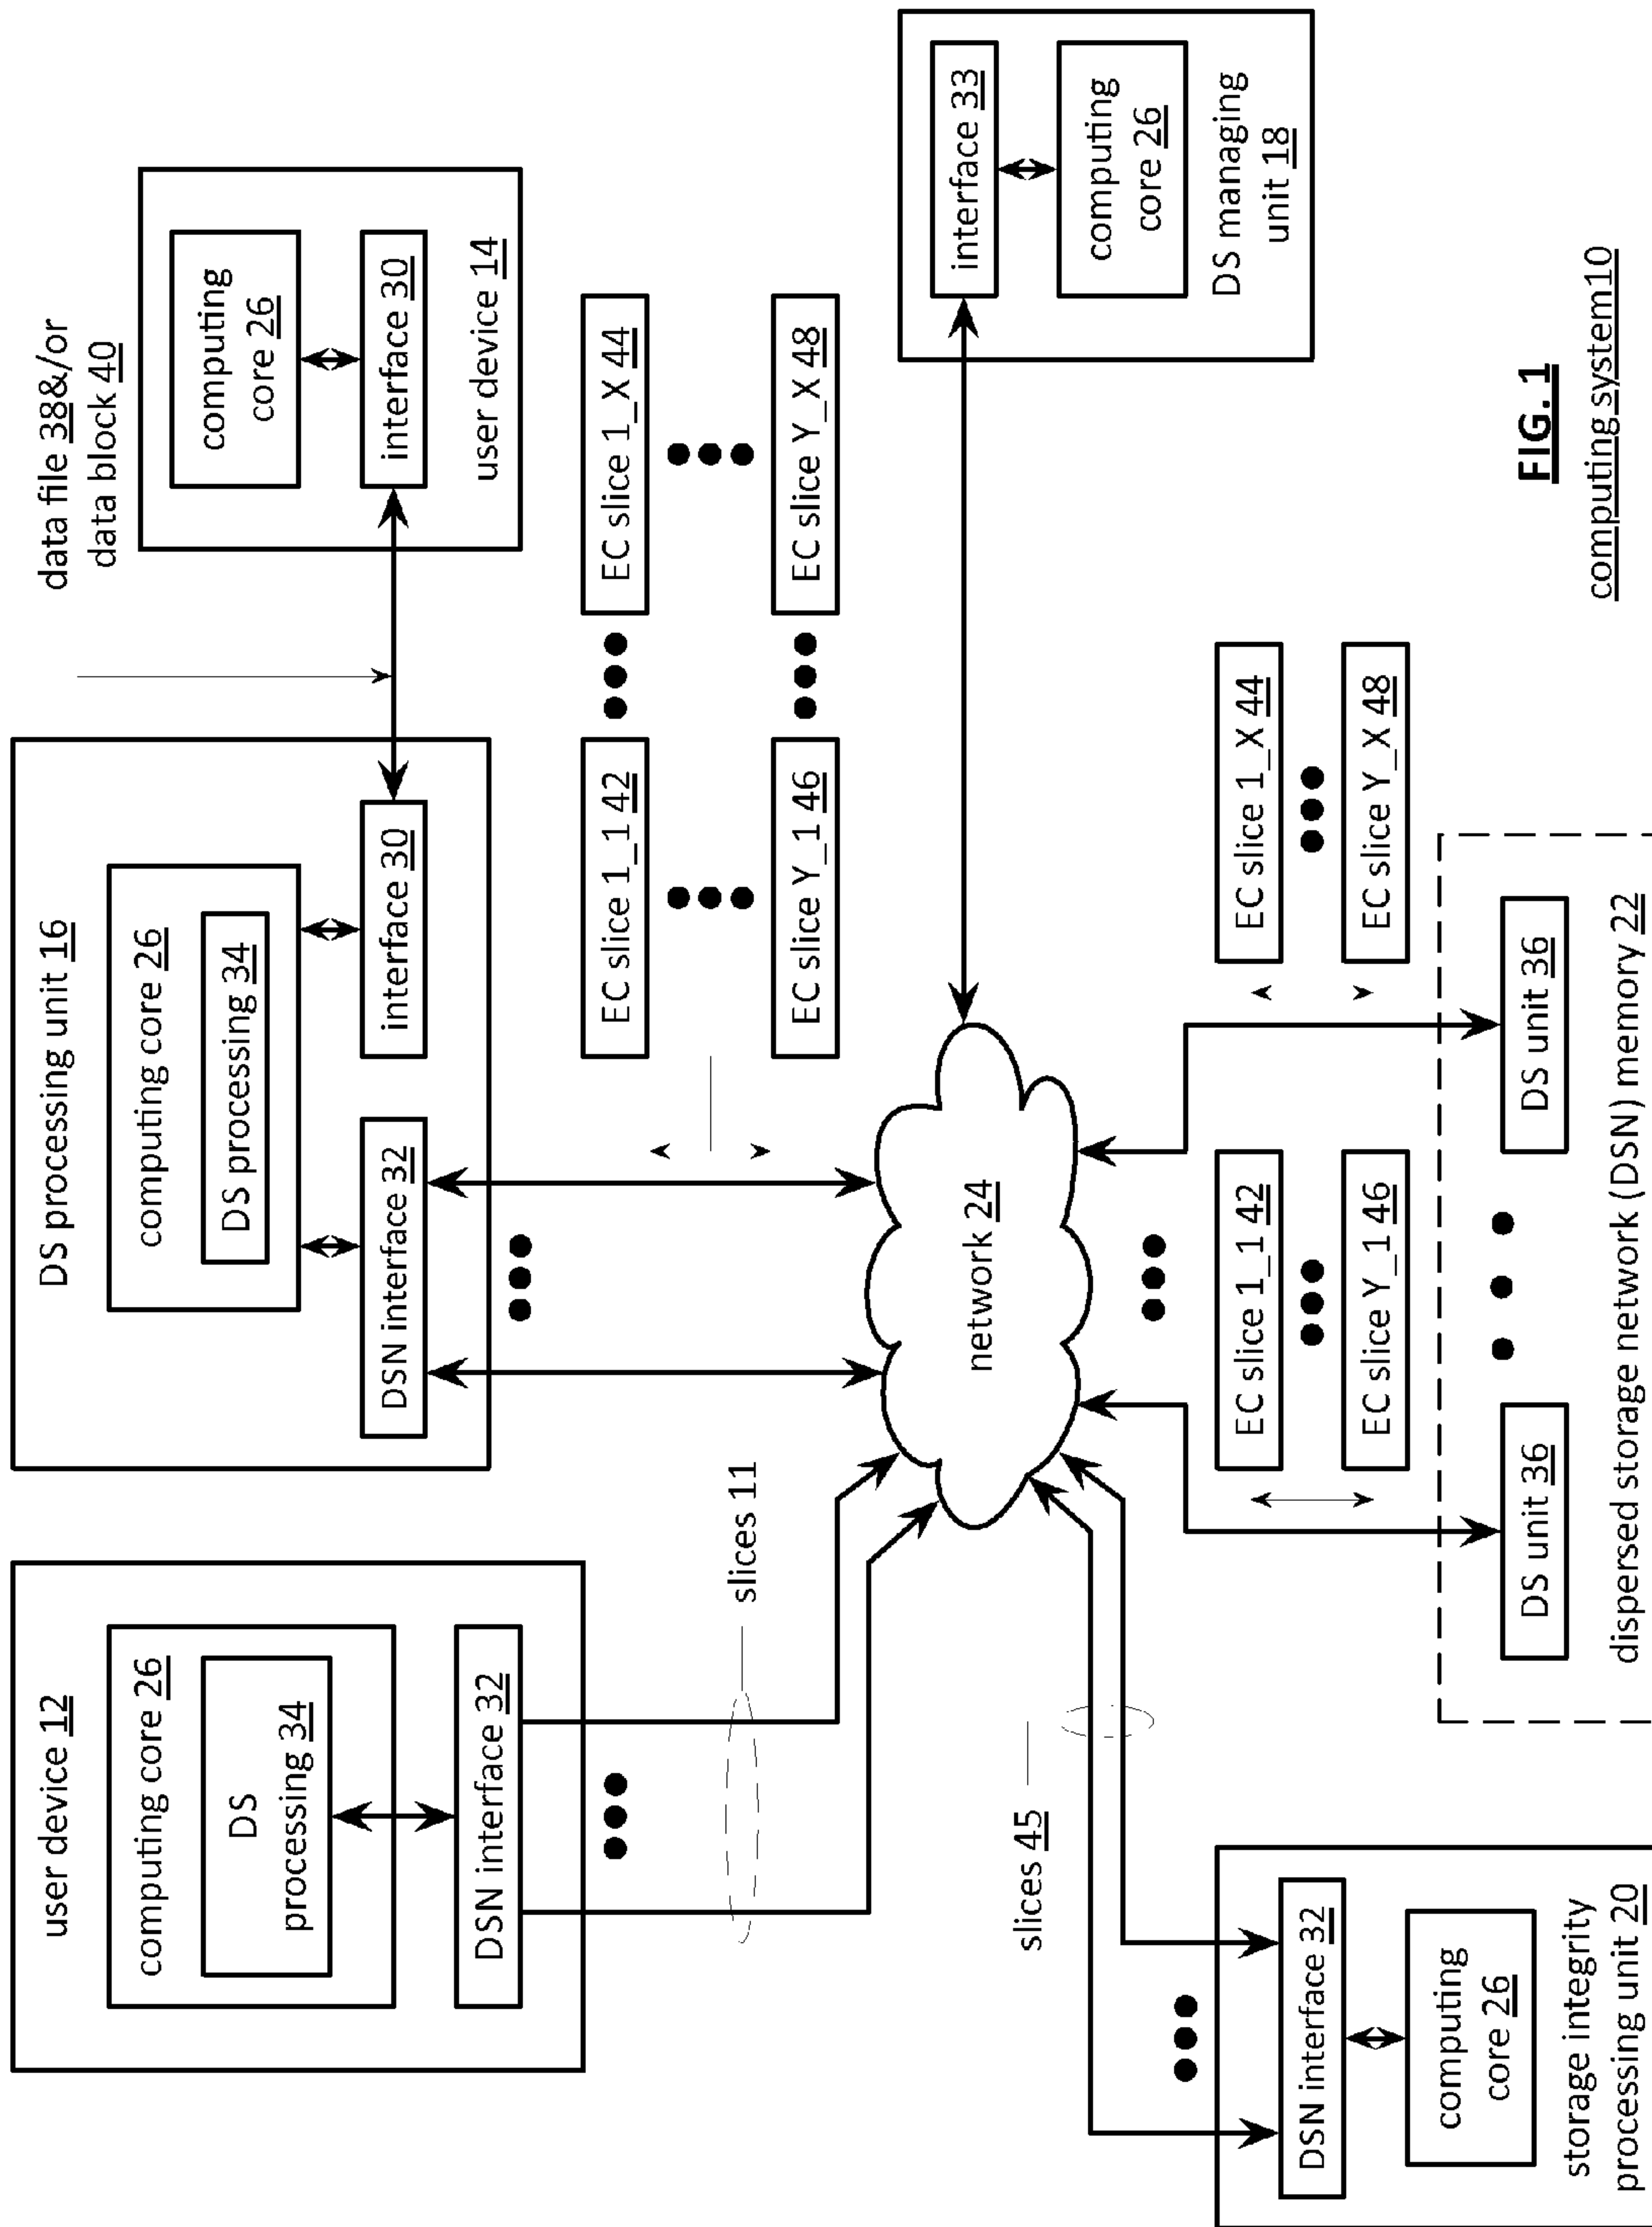 user device 12
computing core 26
DS
processing 34
DSN interface 32
slices 11
DS processing unit 16
computing core 26
DS processing 34
DSN interface 32
interface 30
data file 38&/or
data block 40
computing
core 26
interface 30
user device 14
EC slice 1_1 42
EC slice 1_X 44
EC slice Y_1 46
EC slice Y_X 48
network 24
interface 33
computing
core 26
DS managing
unit 18
slices 45
DSN interface 32
computing
core 26
storage integrity
processing unit 20
EC slice 1_1 42
EC slice Y_1 46
EC slice 1_X 44
EC slice Y_X 48
DS unit 36
DS unit 36
dispersed storage network (DSN) memory 22
FIG. 1
computing system10